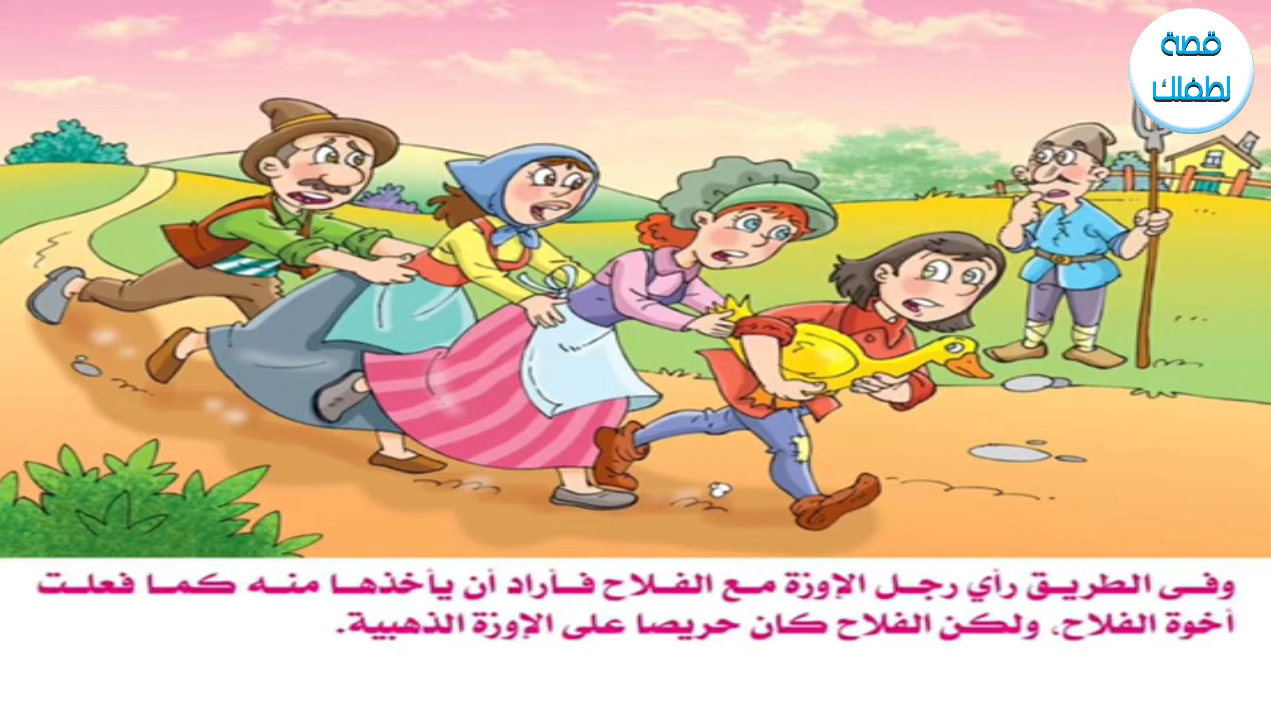 قصة
لطفلك
وفى الطريق رأي رجل الإوزة مع الفلاح فأراد أن يأخذها منه كما فعلت
أخوة الفلاح، ولكن الفلاح كان حريصا على الإوزة الذهبية.